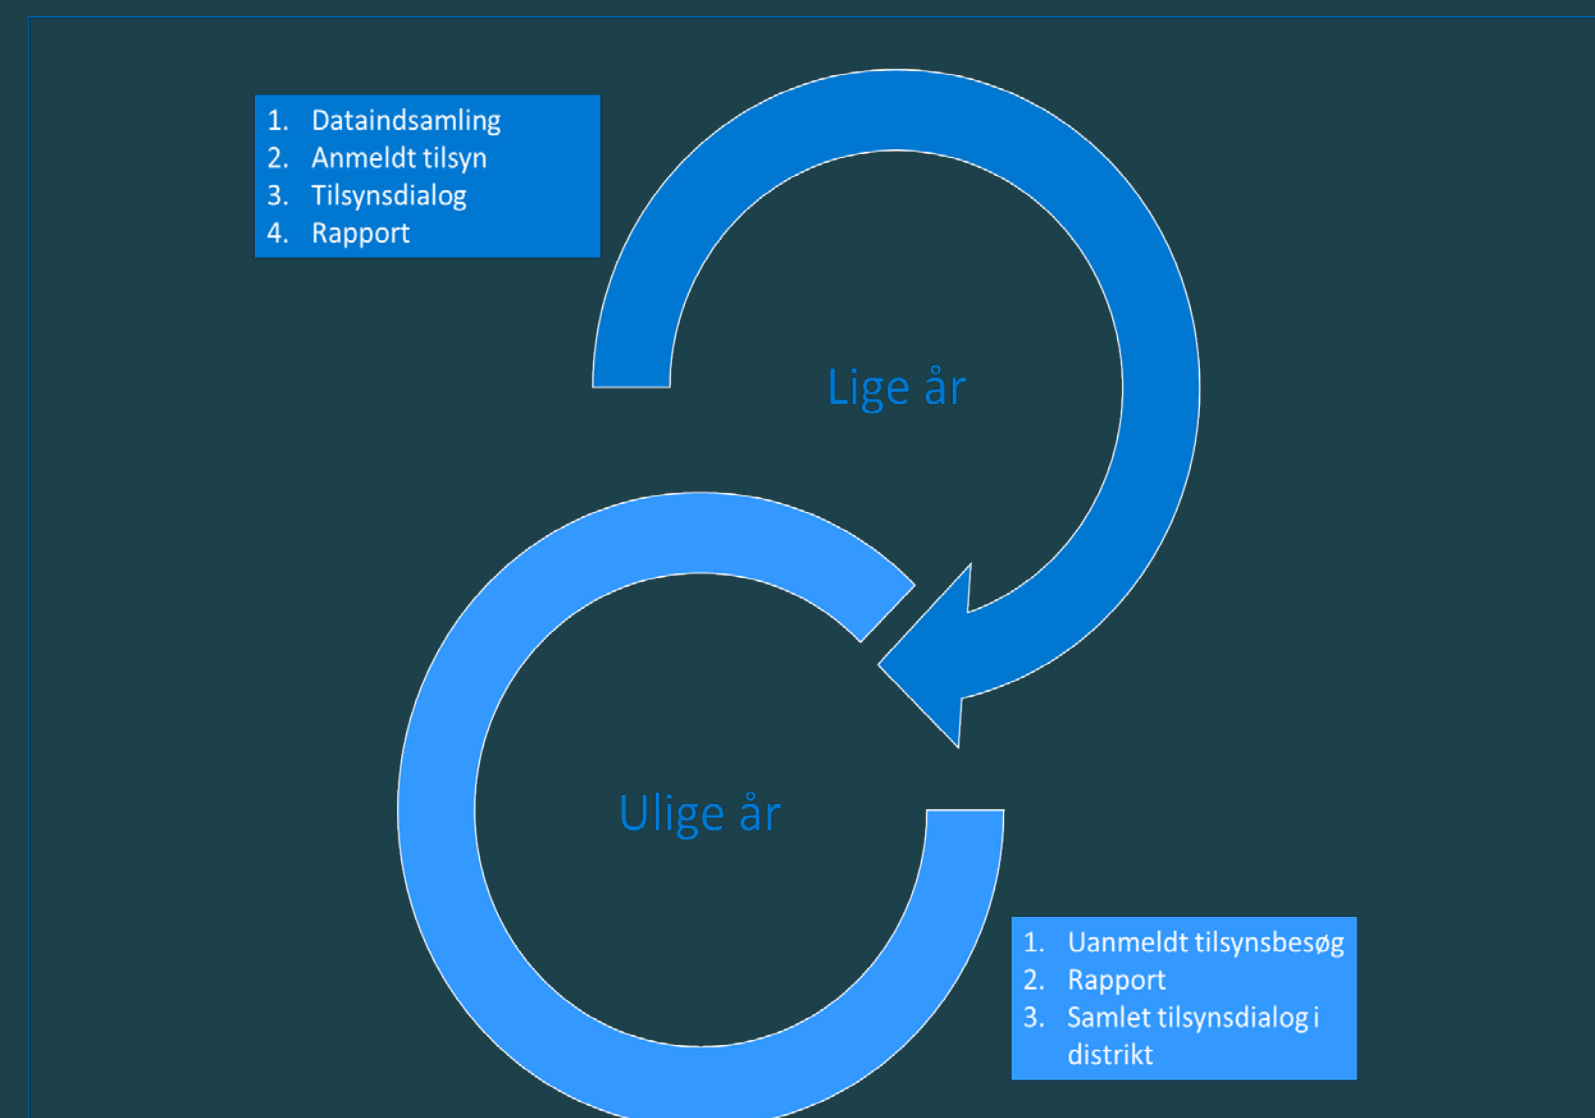 1. Dataindsamling
2. Anmeldt tilsyn
3. Tilsynsdialog
4. Rapport
Lige år
Ulige år
1. Uanmeldt tilsynsbesøg
2. Rapport
3. Samlet tilsynsdialog i
distrikt